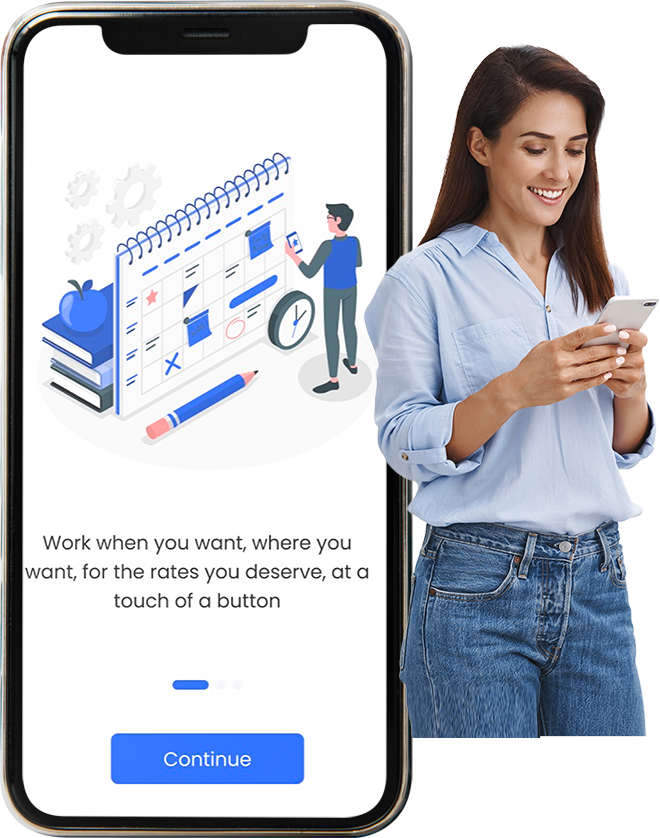 Work when you want, where you
want, for the rates you deserve, at a
touch of a button
Continue